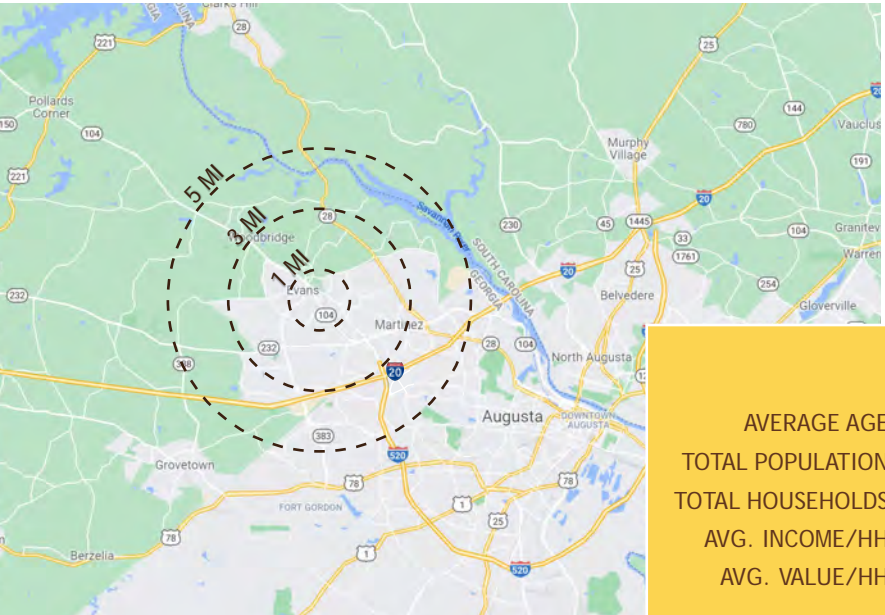 Clarks Hill
GIA
OLINA
28
221
25
20
Pollards
Corner
144
150
104
780
Vauclus
Murphy
Village
5 MI
191
221
20
3 MI
28
Savannah
230
45
1445
Woodbridge
104
Granitev
33
SOUTH CAROLINA
GEORGIA
1761
Warren
1 MI
20
25
254
Evans
232
Belvedere
Gloverville
104
Martinez
28
104
232
388
North Augusta
20
12
Augusta
DOWNTOWN
AUGUSTA
AVERAGE AGE
383
520
TOTAL POPULATION
Grovetown
78
78
TOTAL HOUSEHOLDS
FORT GORDON
1
25
AVG. INCOME/HH
78
Berzelia
1
520
AVG. VALUE/HH